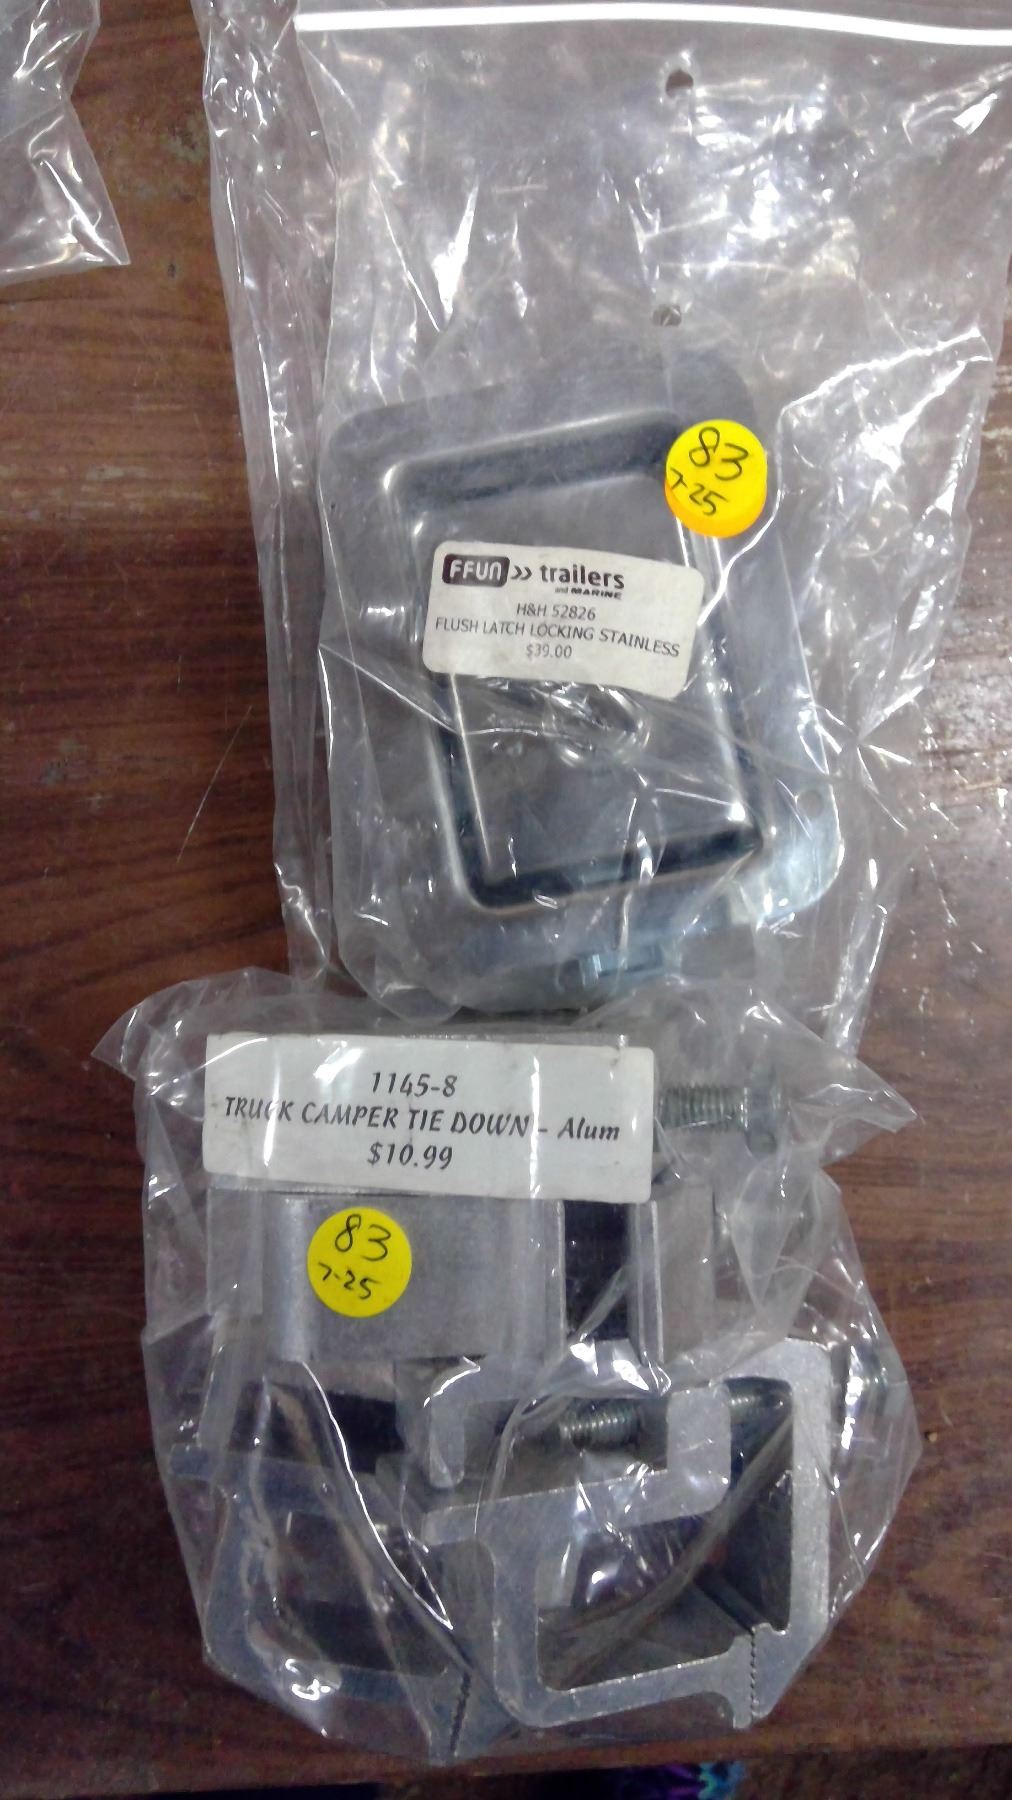 83
7-25
FFUN >> trailers
and MARINE
H&H 52826
FLUSH LATCH LOCKING STAINLESS
$39.00
1145-8
TRUCK CAMPER TIE DOWN - Alum
$10.99
83
7-25